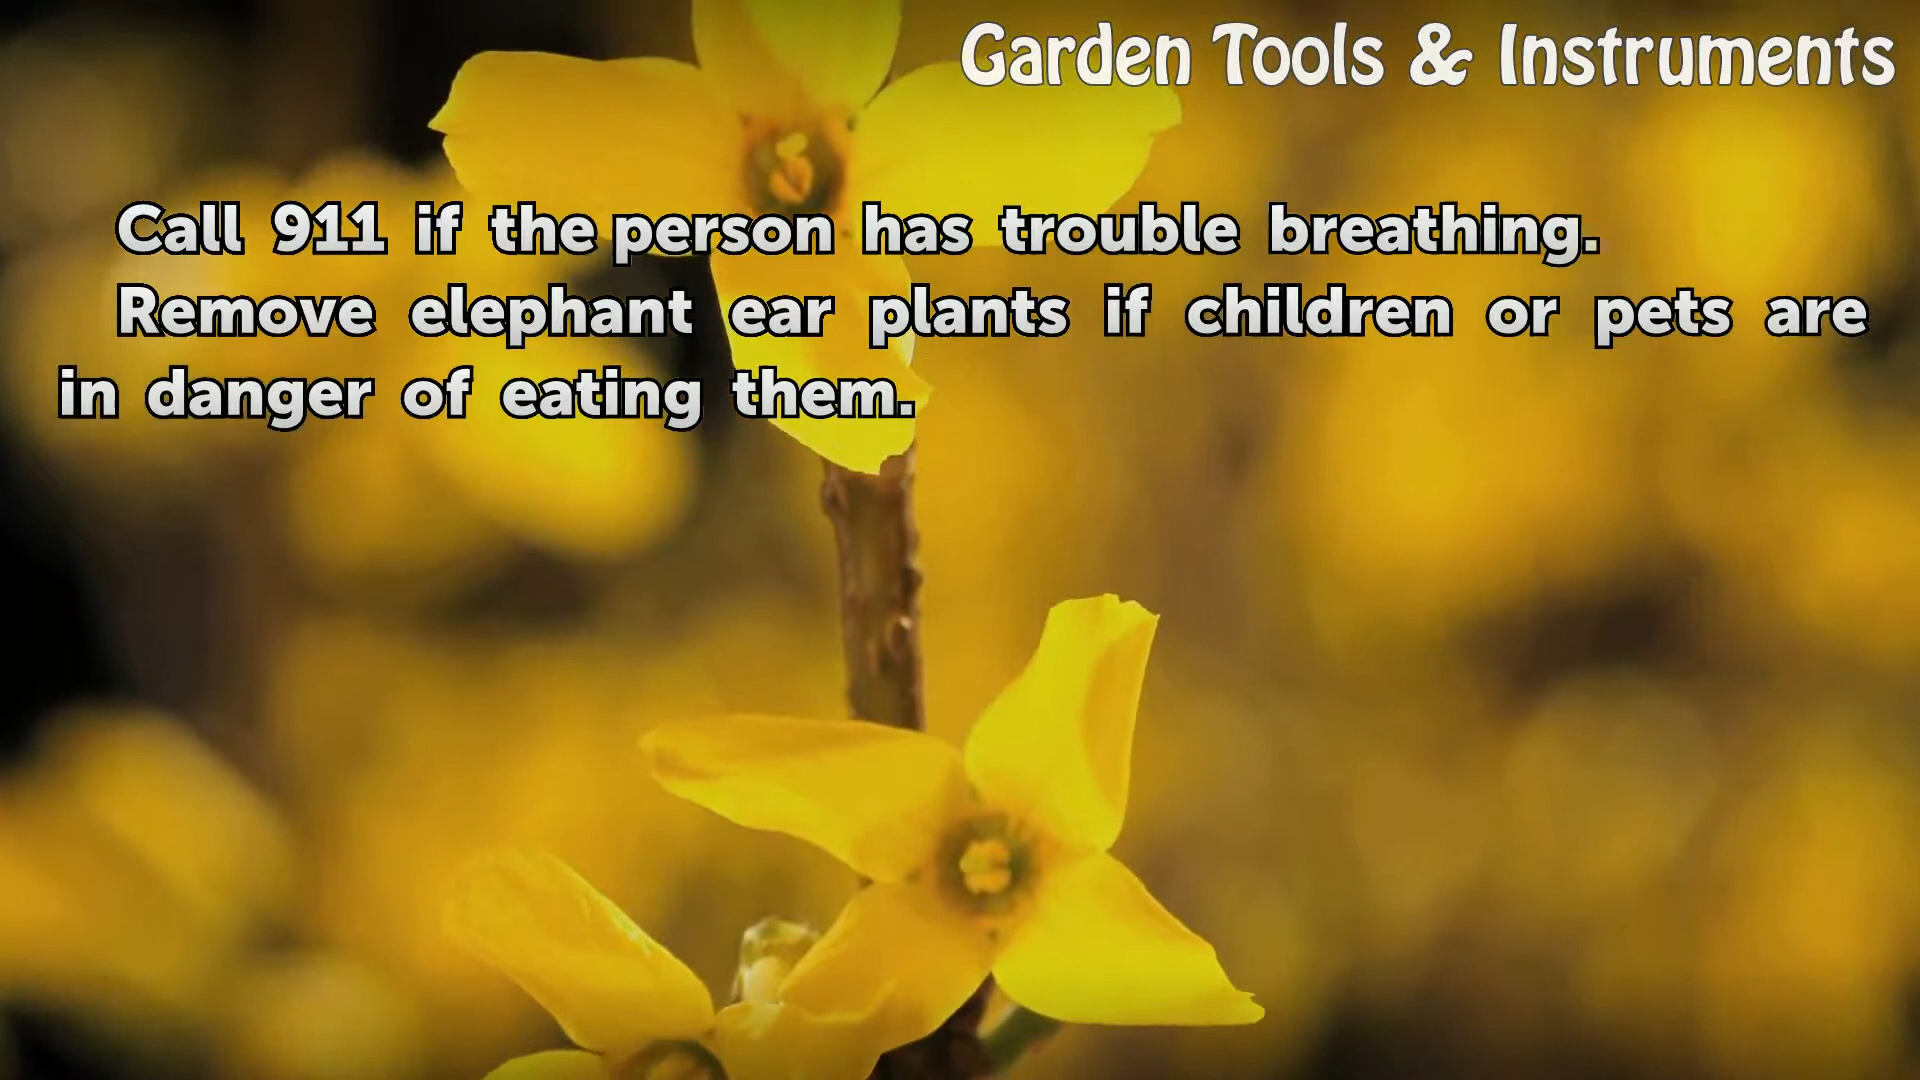 Garden Tools & Instruments
Call 911 if the person has trouble breathing.
Remove elephant ear plants if children or pets are
in danger of eating them.